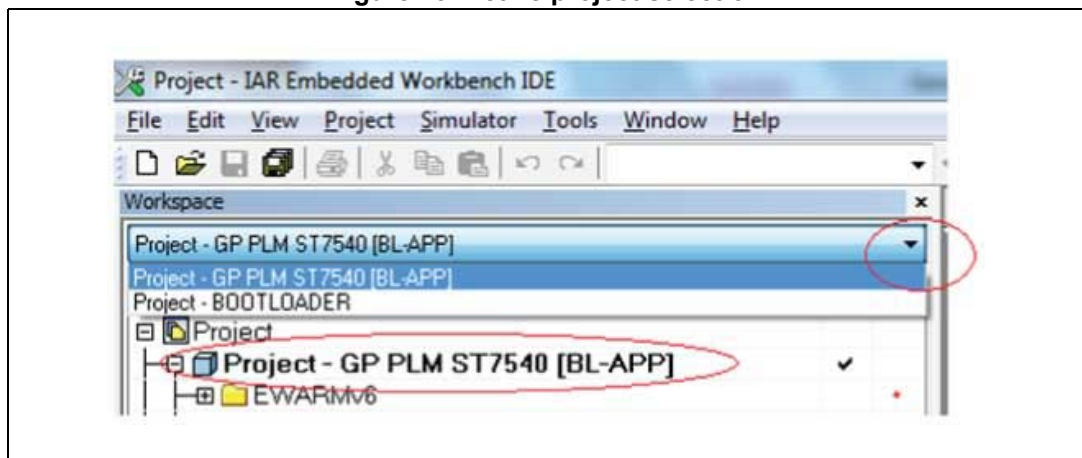 Project - IAR Embedded Workbench IDE
File Edit View Project Simulator Tools Window Help
Workspace
Project - GP PLM ST7540 [BL-APP]
Project - GP PLM ST7540 [BL-APP]
Project - BOOTLOADER
Project
Project - GP PLM ST7540 [BL-APP]
EWARMv6